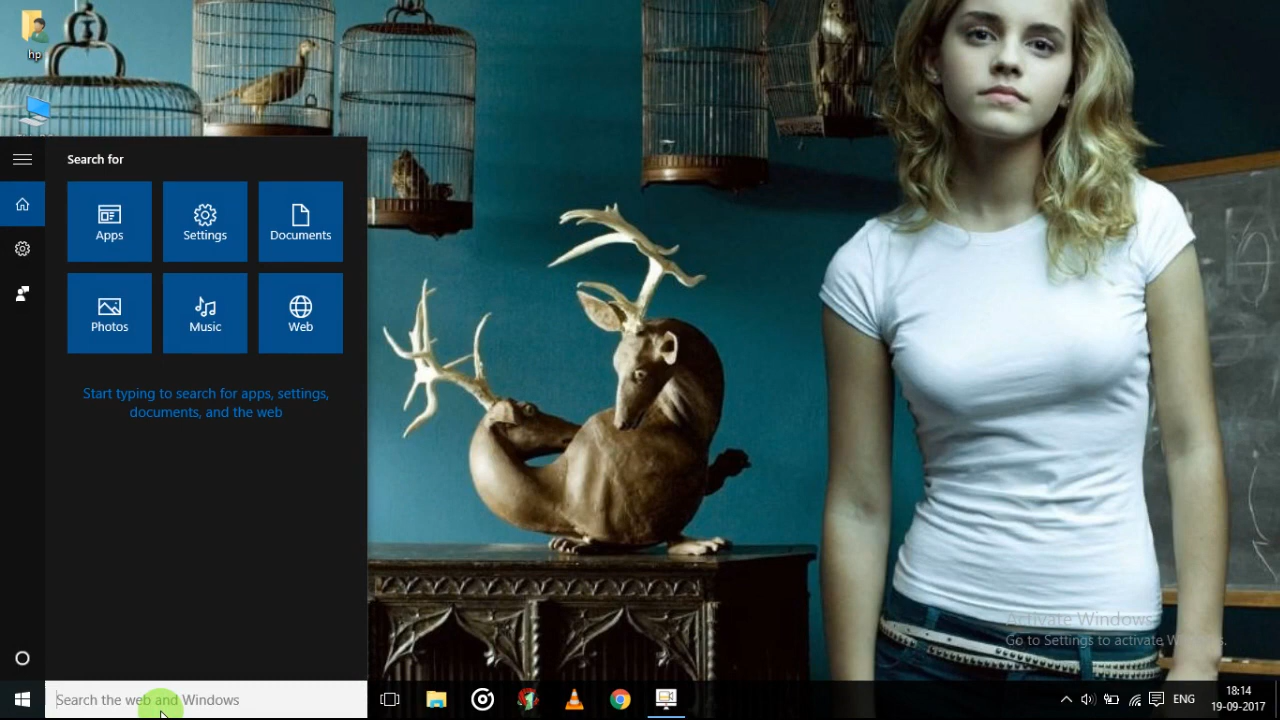 hp
Search for
Apps
Settings
Documents
Photos
Music
Web
Start typing to search for apps, settings,
documents, and the web
Activate Windows
Go to Settings to activate Windows.
Search the web and Windows
ENG
18:14
19-09-2017